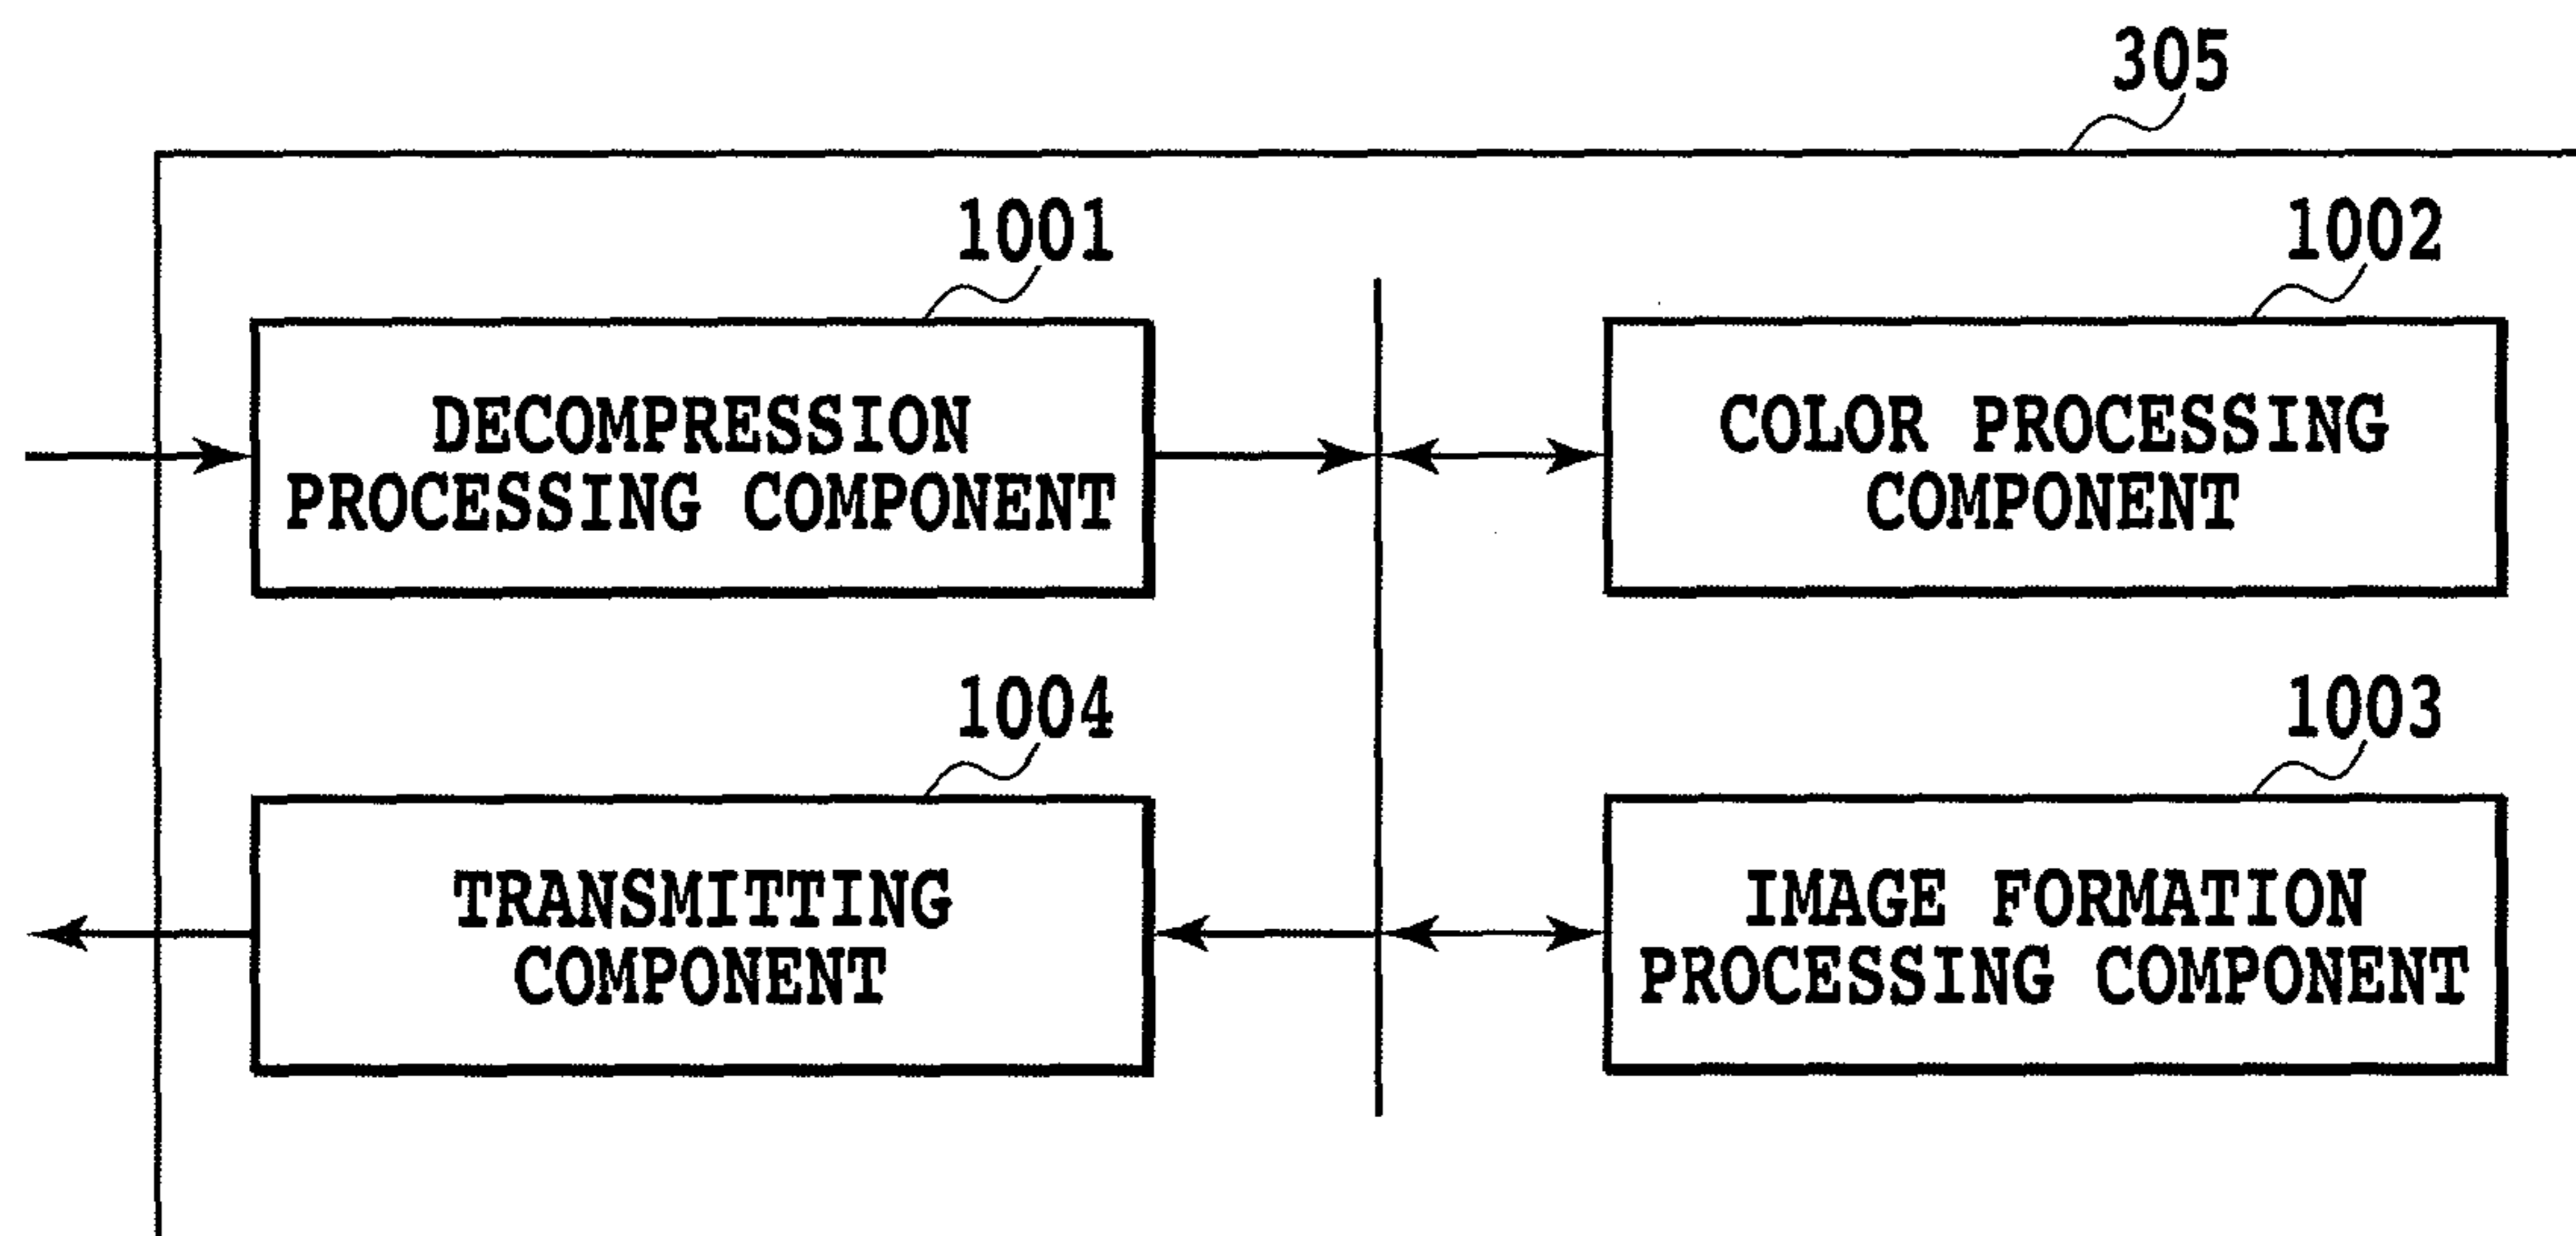 305
1001
DECOMPRESSION
PROCESSING COMPONENT
1002
COLOR PROCESSING
COMPONENT
1004
TRANSMITTING
COMPONENT
1003
IMAGE FORMATION
PROCESSING COMPONENT